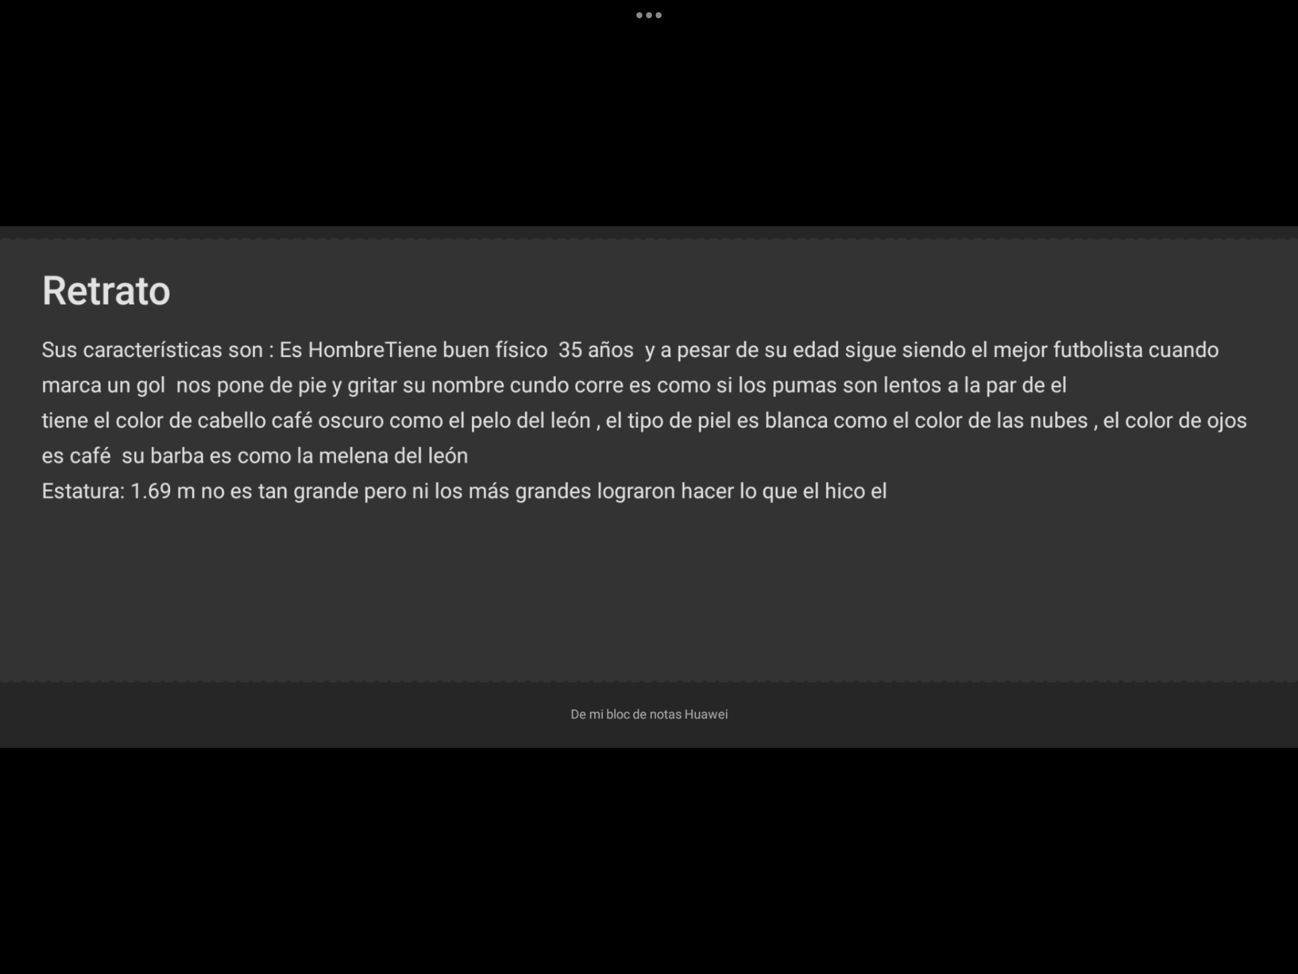 Retrato
Sus características son : Es HombreTiene buen físico  35 años  y a pesar de su edad sigue siendo el mejor futbolista cuando
marca un gol  nos pone de pie y gritar su nombre cundo corre es como si los pumas son lentos a la par de el
tiene el color de cabello café oscuro como el pelo del león , el tipo de piel es blanca como el color de las nubes , el color de ojos
es café  su barba es como la melena del león
Estatura: 1.69 m no es tan grande pero ni los más grandes lograron hacer lo que el hico el
De mi bloc de notas Huawei